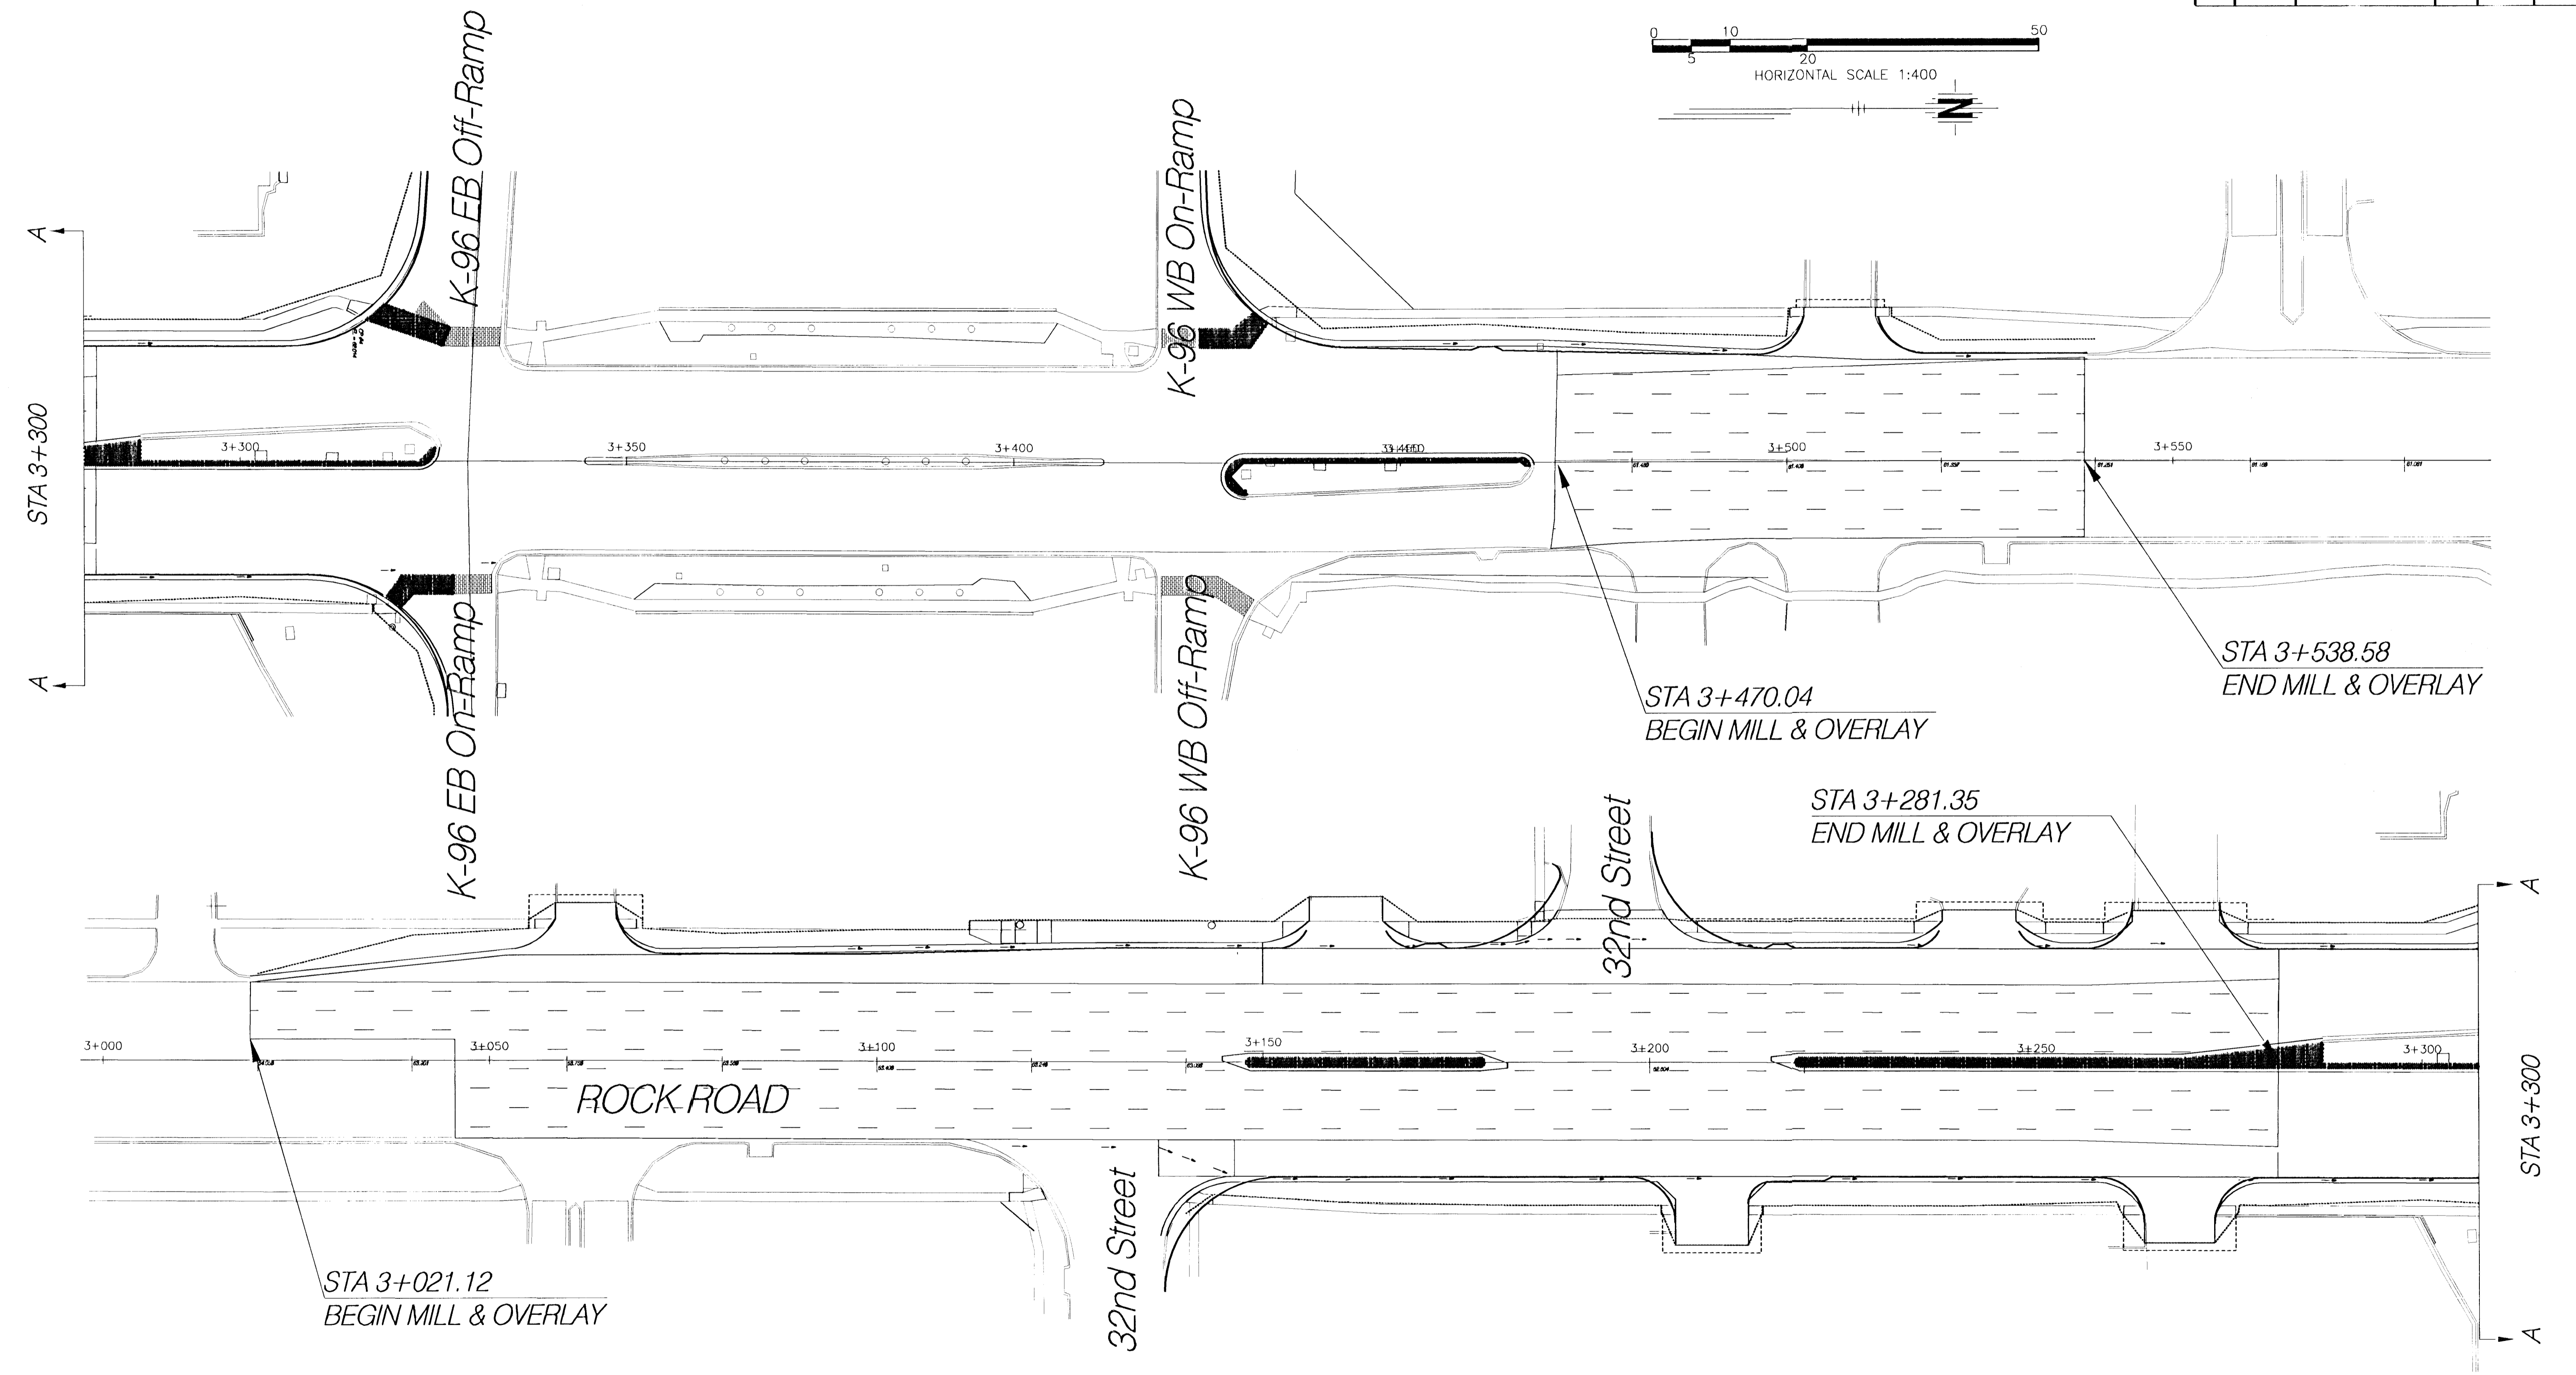 0 10 50
5 20
HORIZONTAL SCALE 1:400
N
K-96 EB Off-Ramp
K-96 WB On-Ramp
A
STA 3+300
A
3+300
3+350
3+400
3+500
3+550
K-96 EB On-Ramp
K-96 WB Off-Ramp
STA 3+470.04
BEGIN MILL & OVERLAY
STA 3+538.58
END MILL & OVERLAY
STA 3+281.35
END MILL & OVERLAY
32nd Street
A
STA 3+300
A
3+000
3+050
3+100
3+150
3+200
3+250
3+300
ROCK ROAD
32nd Street
STA 3+021.12
BEGIN MILL & OVERLAY